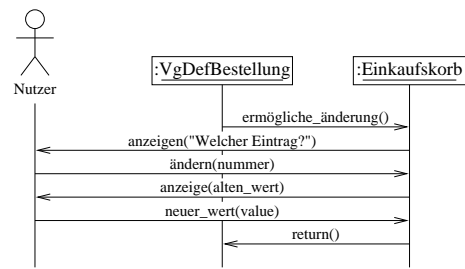 :VgDefBestellung
:Einkaufskorb
Nutzer
ermögliche_änderung()
anzeigen("Welcher Eintrag?")
ändern(nummer)
anzeige(alten_wert)
neuer_wert(value)
return()